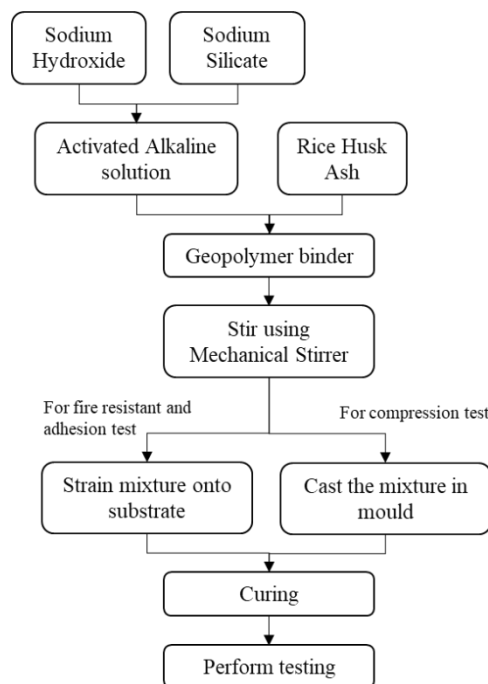 Sodium
Hydroxide
Sodium
Silicate
Activated Alkaline
solution
Rice Husk
Ash
Geopolymer binder
Stir using
Mechanical Stirrer
For fire resistant and
adhesion test
For compression test
Strain mixture onto
substrate
Cast the mixture in
mould
Curing
Perform testing